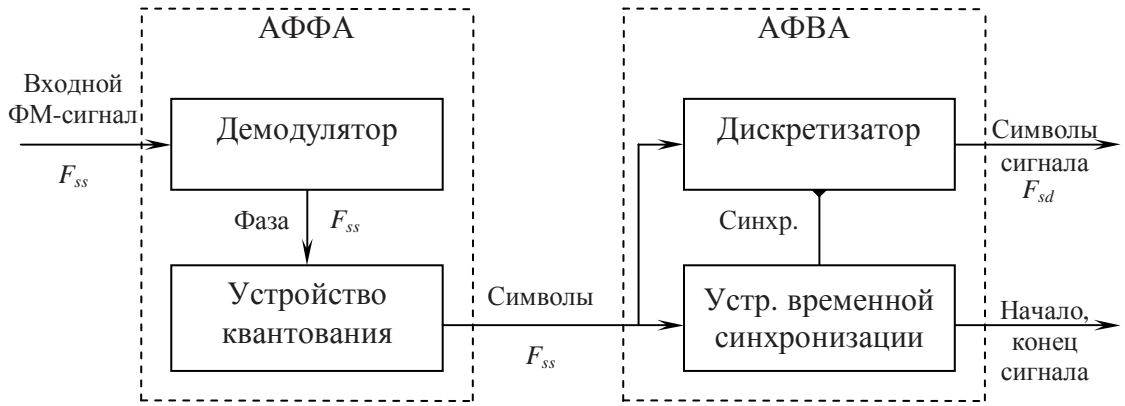 АФФА
АФВА
Входной
ФМ-сигнал
F_ss
Демодулятор
Фаза
F_ss
Устройство
квантования
Символы
F_ss
Дискретизатор
Синхр.
Устр. временной
синхронизации
Символы
сигнала
F_sd
Начало,
конец
сигнала